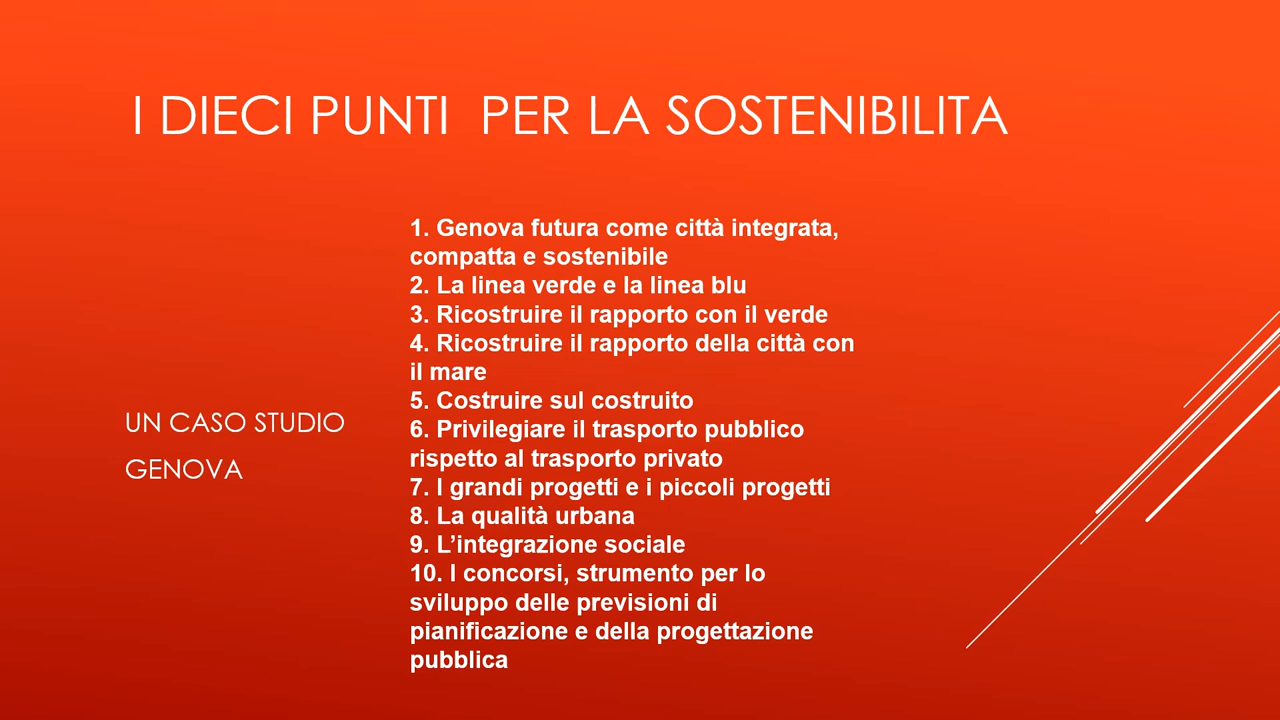 I DIECI PUNTI PER LA SOSTENIBILITA
UN CASO STUDIO
GENOVA
1. Genova futura come città integrata,
compatta e sostenibile
2. La linea verde e la linea blu
3. Ricostruire il rapporto con il verde
4. Ricostruire il rapporto della città con
il mare
5. Costruire sul costruito
6. Privilegiare il trasporto pubblico
rispetto al trasporto privato
7. I grandi progetti e i piccoli progetti
8. La qualità urbana
9. L’integrazione sociale
10. I concorsi, strumento per lo
sviluppo delle previsioni di
pianificazione e della progettazione
pubblica